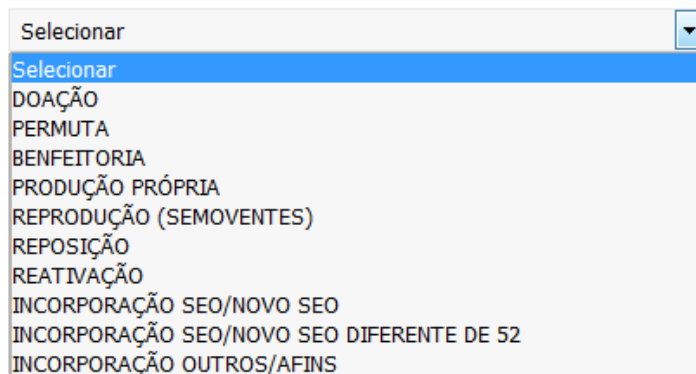 Selecionar
Selecionar
DOAÇÃO
PERMUTA
BENFEITORIA
PRODUÇÃO PRÓPRIA
REPRODUÇÃO (SEMOVENTES)
REPOSIÇÃO
REATIVAÇÃO
INCORPORAÇÃO SEO/NOVO SEO
INCORPORAÇÃO SEO/NOVO SEO DIFERENTE DE 52
INCORPORAÇÃO OUTROS/AFINS